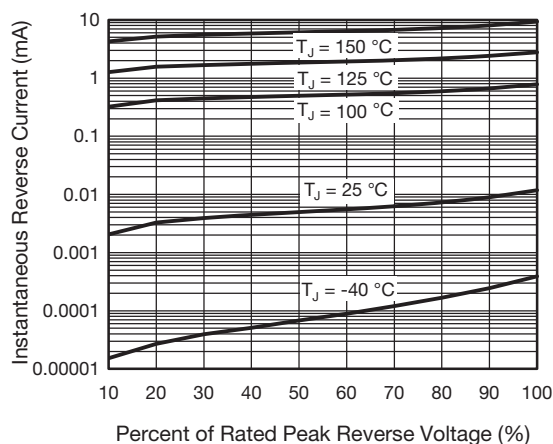 Instantaneous Reverse Current (mA)
10
1
0.1
0.01
0.001
0.0001
0.00001
T_J = 150 °C
T_J = 125 °C
T_J = 100 °C
T_J = 25 °C
T_J = -40 °C
10 20 30 40 50 60 70 80 90 100
Percent of Rated Peak Reverse Voltage (%)